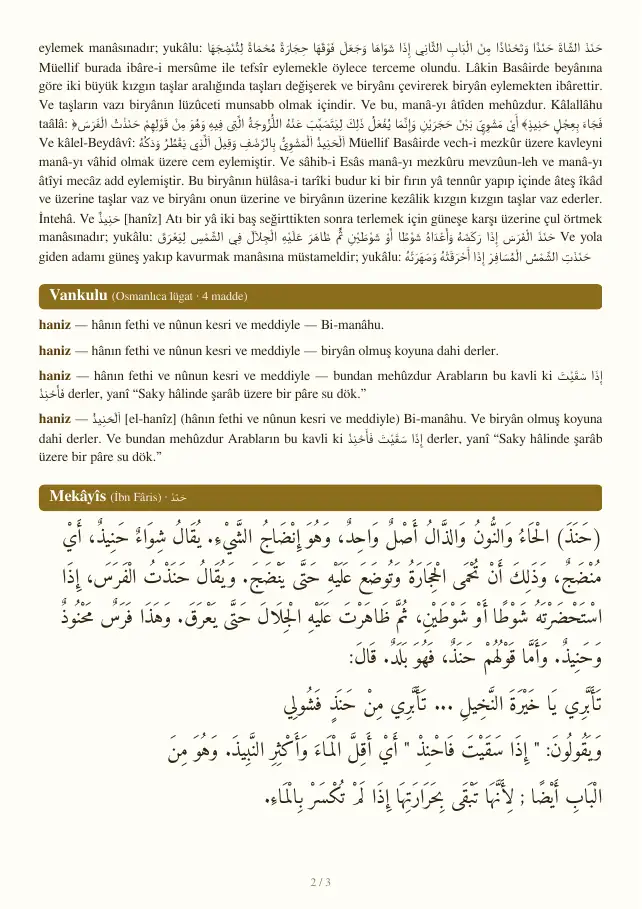 eylemek manâsınadır; yukâlu: حَنَذَ الشَّاةَ حَنْذًا وَتَحْنَاذًا مِنَ الْبَابِ الثَّانِي إِذَا شَوَاهَا وَجَعَلَ فَوْقَهَا حِجَارَةً مُحْمَاةً لِتُنْضِجَهَا
Müellif burada ibâre-i mersûme ile tefsîr eylemekle öylece terceme olundu. Lâkin Basâirde beyânına
göre iki büyük kızgın taşlar aralığında taşları değişerek ve biryânı çevirerek biryân eylemekten ibârettir.
Ve taşların vazı biryânın lüzûceti munsabb olmak içindir. Ve bu, manâ-yı âtîden mehûzdur. Kâlallâhu
taâlâ: ﴿فَجَاءَ بِعِجْلٍ حَنِيذٍ﴾ أَيْ مَشْوِيٍّ بَيْنَ حَجَرَيْنِ وَإِنَّمَا يُفْعَلُ ذَلِكَ لِيَتَصَبَّبَ عَنْهُ اللُّزُوجَةُ الَّتِي فِيهِ وَهُوَ مِنْ قَوْلِهِمْ حَنَذْتُ الْفَرَسَ
Ve kâlel-Beydâvî: اَلْحَنِيذُ اَلْمَشْوِيُّ بِالرَّضْفِ وَقِيلَ اَلَّذِي يَقْطُرُ وَدَكُهُ Müellif Basâirde vech-i mezkûr üzere kavleyni
manâ-yı vâhid olmak üzere cem eylemiştir. Ve sâhib-i Esâs manâ-yı mezkûru mevzûun-leh ve manâ-yı
âtîyi mecâz add eylemiştir. Bu biryânın hülâsa-i tarîki budur ki bir fırın yâ tennûr yapıp içinde âteş îkâd
ve üzerine taşlar vaz ve biryânı onun üzerine ve biryânın üzerine kezâlik kızgın kızgın taşlar vaz ederler.
İntehâ. Ve حَنِيذٌ [hanîz] Atı bir yâ iki baş seğirttikten sonra terlemek için güneşe karşı üzerine çul örtmek
manâsınadır; yukâlu: حَنَذَ الْفَرَسَ إِذَا رَكَضَهُ وَأَعْدَاهُ شَوْطًا أَوْ شَوْطَيْنِ ثُمَّ ظَاهَرَ عَلَيْهِ الْجِلَالَ فِي الشَّمْسِ لِيَعْرَقَ Ve yola
giden adamı güneş yakıp kavurmak manâsına müstameldir; yukâlu: حَنَذَتِ الشَّمْسُ الْمُسَافِرَ إِذَا أَحْرَقَتْهُ وَصَهَرَتْهُ
Vankulu (Osmanlıca lügat · 4 madde)
haniz — hânın fethi ve nûnun kesri ve meddiyle — Bi-manâhu.
haniz — hânın fethi ve nûnun kesri ve meddiyle — biryân olmuş koyuna dahi derler.
haniz — hânın fethi ve nûnun kesri ve meddiyle — bundan mehûzdur Arabların bu kavli ki إِذَا سَقَيْتَ
فَأَحْنِذْ derler, yanî “Saky hâlinde şarâb üzere bir pâre su dök.”
haniz — اَلْحَنِيذُ [el-hanîz] (hânın fethi ve nûnun kesri ve meddiyle) Bi-manâhu. Ve biryân olmuş koyuna
dahi derler. Ve bundan mehûzdur Arabların bu kavli ki إِذَا سَقَيْتَ فَأَحْنِذْ derler, yanî “Saky hâlinde şarâb
üzere bir pâre su dök.”
Mekâyîs (İbn Fâris) · حَنَذَ
(حَنَذَ) الْحَاءُ وَالنُّونُ وَالذَّالُ أَصْلٌ وَاحِدٌ، وَهُوَ إِنْضَاجُ الشَّيْءِ. يُقَالُ شِوَاءٌ حَنِيذٌ، أَيْ
مُنْضَجٌ، وَذَلِكَ أَنْ تُحْمَى الْحِجَارَةُ وَتُوضَعَ عَلَيْهِ حَتَّى يَنْضَجَ. وَيُقَالُ حَنَذْتُ الْفَرَسَ، إِذَا
اسْتَحْضَرْتَهُ شَوْطًا أَوْ شَوْطَيْنِ، ثُمَّ ظَاهَرْتَ عَلَيْهِ الْجِلَالَ حَتَّى يَعْرَقَ. وَهَذَا فَرَسٌ مَحْنُوذٌ
وَحَنِيذٌ. وَأَمَّا قَوْلُهُمْ حَنَذٌ، فَهُوَ بَلَدٌ. قَالَ:
تَأَبَّرِي يَا خَيْرَةَ النَّخِيلِ ... تَأَبَّرِي مِنْ حَنَذٍ فَشُولِي
وَيَقُولُونَ: " إِذَا سَقَيْتَ فَاحْنِذْ " أَيْ أَقِلَّ الْمَاءَ وَأَكْثِرِ النَّبِيذَ. وَهُوَ مِنَ
الْبَابِ أَيْضًا ; لِأَنَّهَا تَبْقَى بِحَرَارَتِهَا إِذَا لَمْ تُكْسَرْ بِالْمَاءِ.
2 / 3